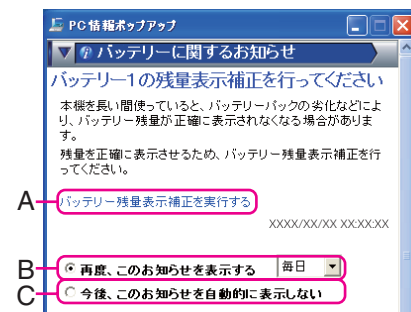 PC情報ポップアップ
バッテリーに関するお知らせ
バッテリー1の残量表示補正を行ってください
本機を長い間使っていると、バッテリーパックの劣化などによ
り、バッテリー残量が正確に表示されなくなる場合がありま
す。
残量を正確に表示させるため、バッテリー残量表示補正を行
ってください。
A
バッテリー残量表示補正を実行する
XXXX/XX/XX XX:XX:XX
B
再度、このお知らせを表示する 毎日
C
今後、このお知らせを自動的に表示しない